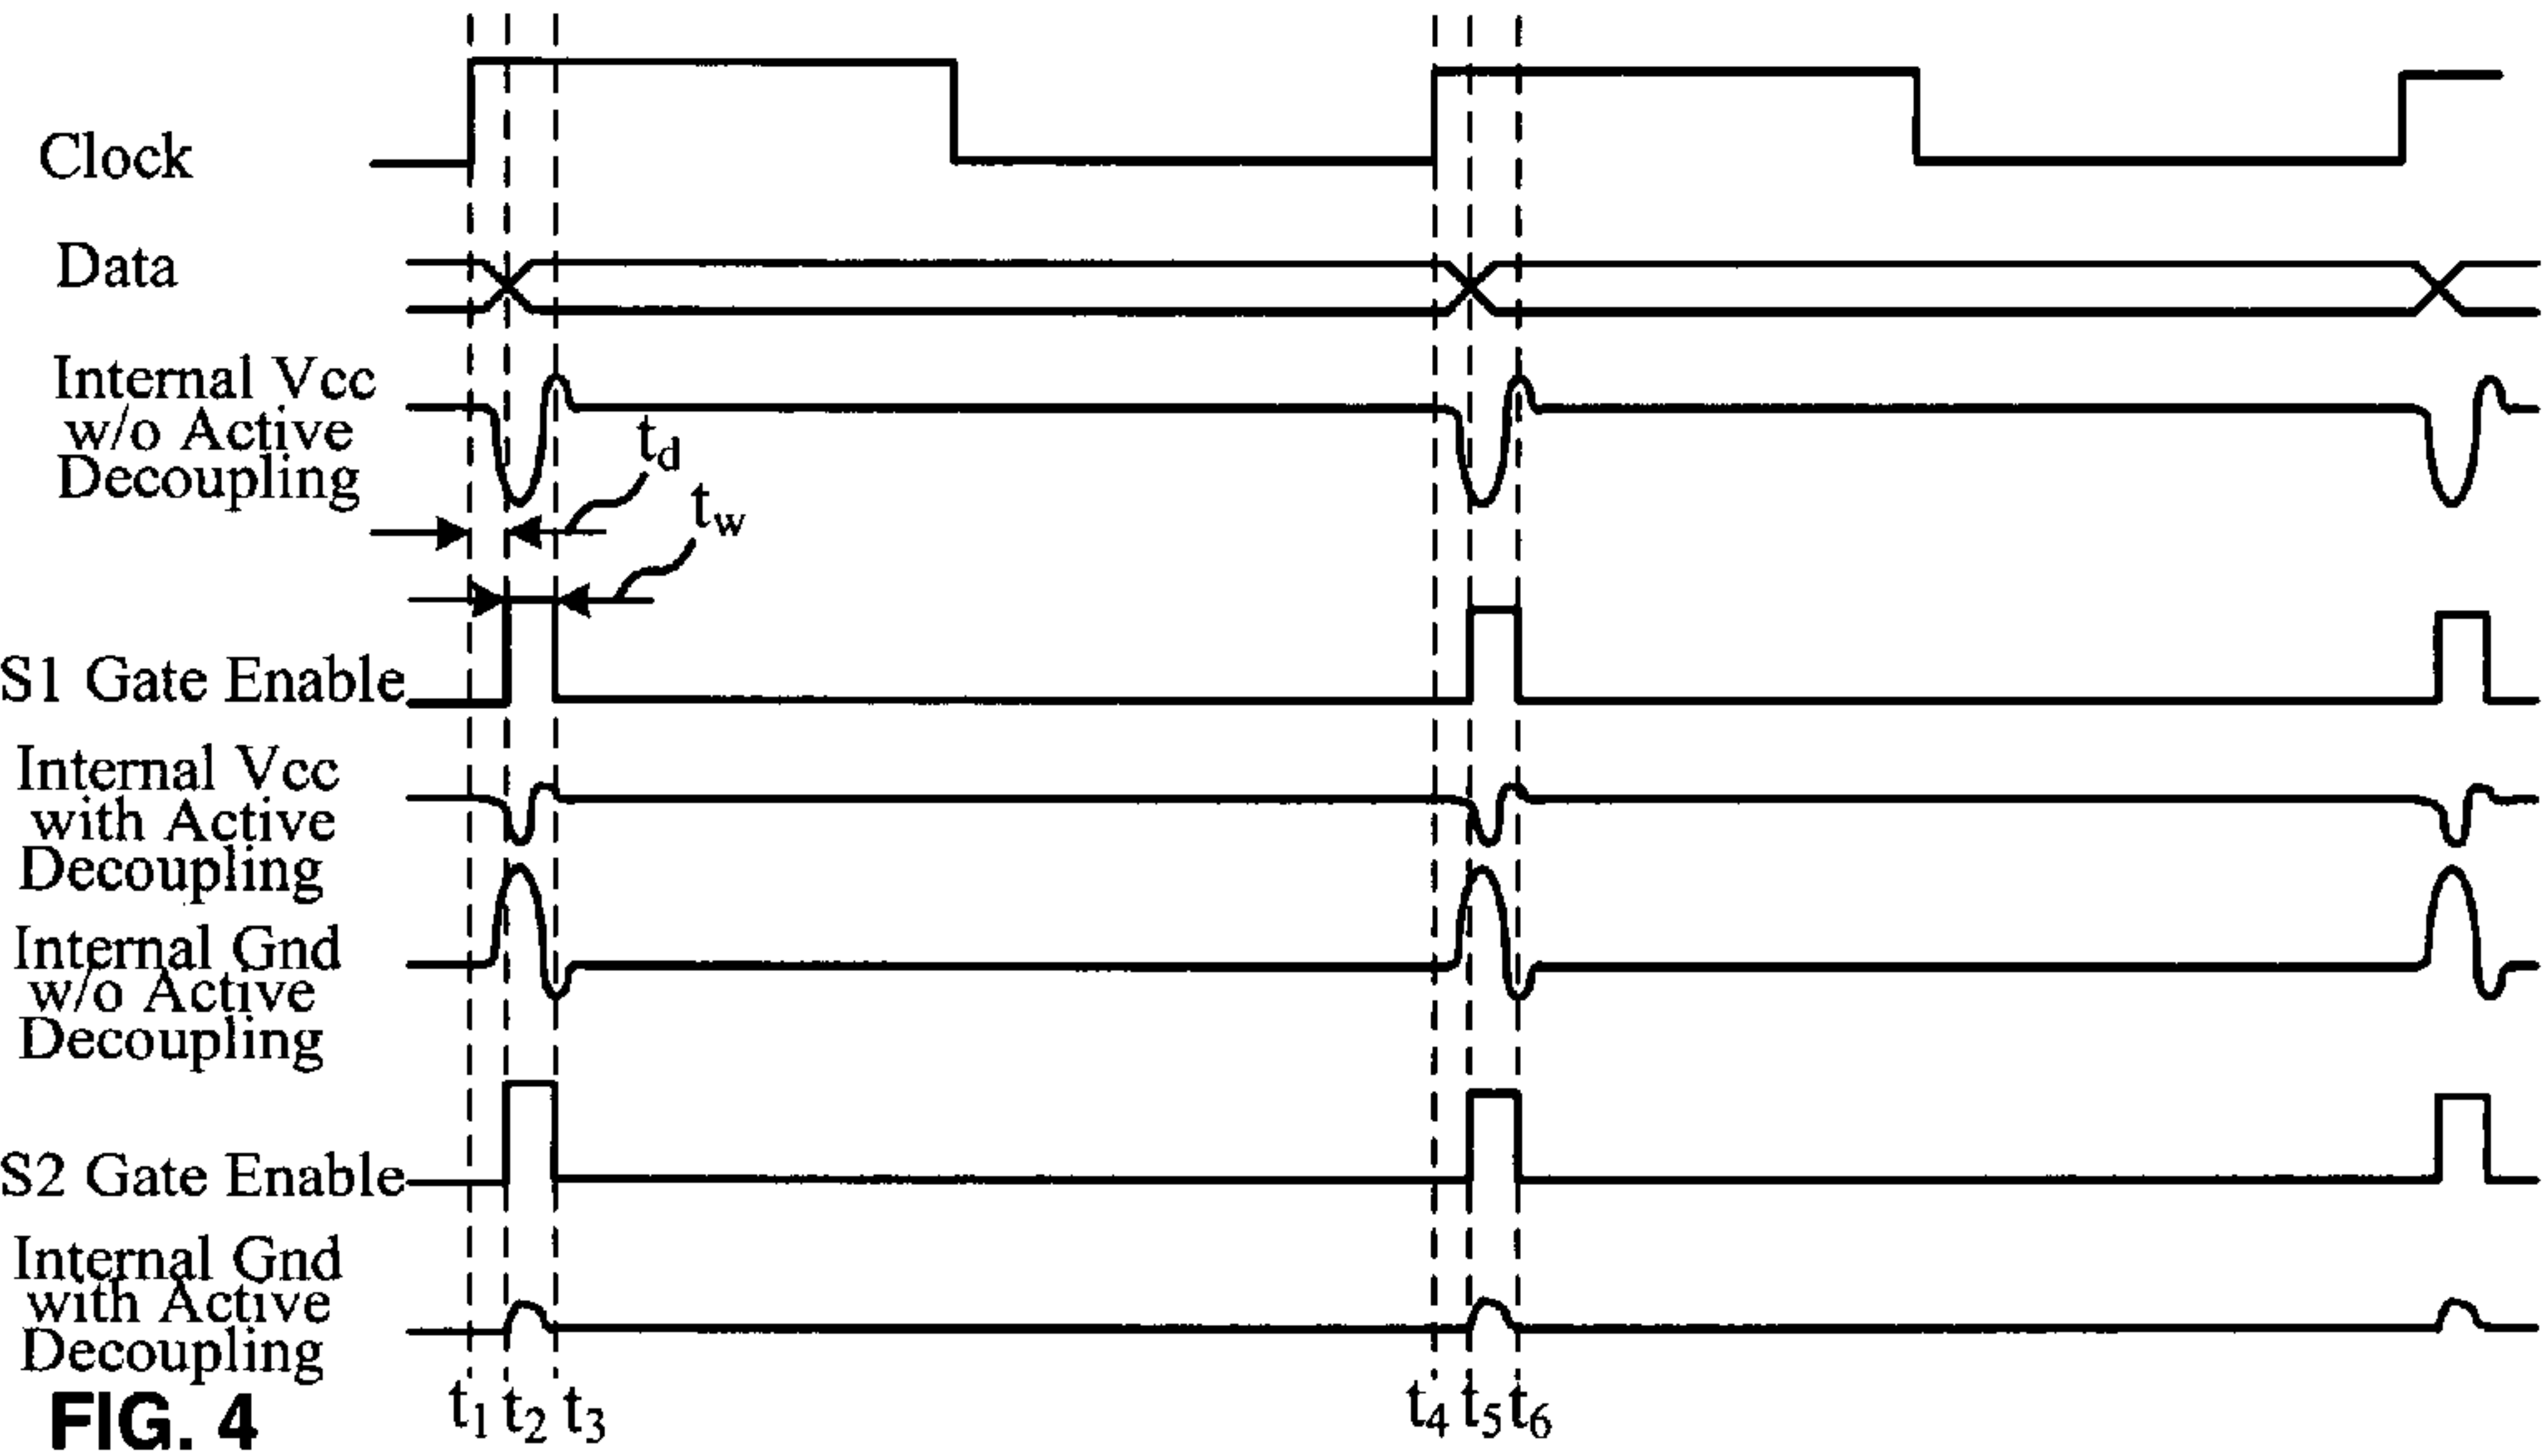 Clock
Data
Internal Vcc
w/o Active
Decoupling
td
tw
S1 Gate Enable
Internal Vcc
with Active
Decoupling
Internal Gnd
w/o Active
Decoupling
S2 Gate Enable
Internal Gnd
with Active
Decoupling
t1 t2 t3 t4 t5 t6
FIG. 4